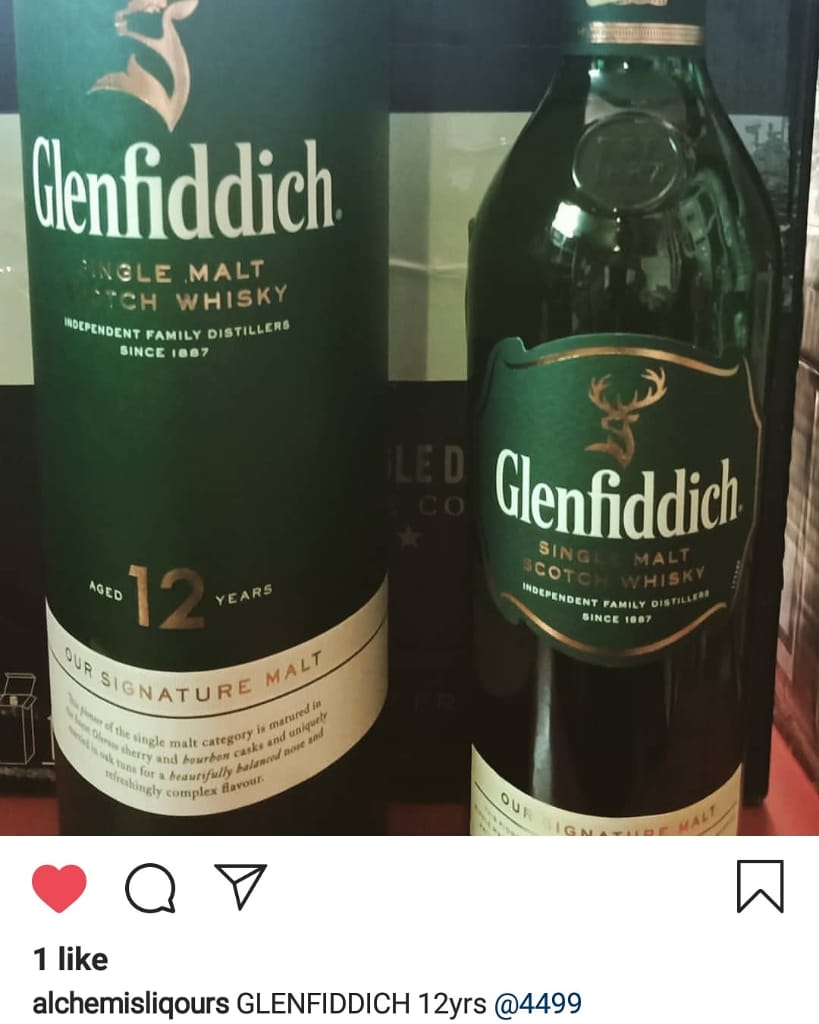 Glenfiddich
SINGLE MALT
SCOTCH WHISKY
INDEPENDENT FAMILY DISTILLERS
SINCE 1887
AGED 12 YEARS
OUR SIGNATURE MALT
pioneer of the single malt category is matured in
Oloroso sherry and bourbon casks and uniquely
married in oak tuns for a beautifully balanced nose and
refreshingly complex flavour.
LE D
CO
Glenfiddich
SINGLE MALT
SCOTCH WHISKY
INDEPENDENT FAMILY DISTILLERS
SINCE 1887
OUR SIGNATURE MALT
1 like
alchemisliqours GLENFIDDICH 12yrs @4499